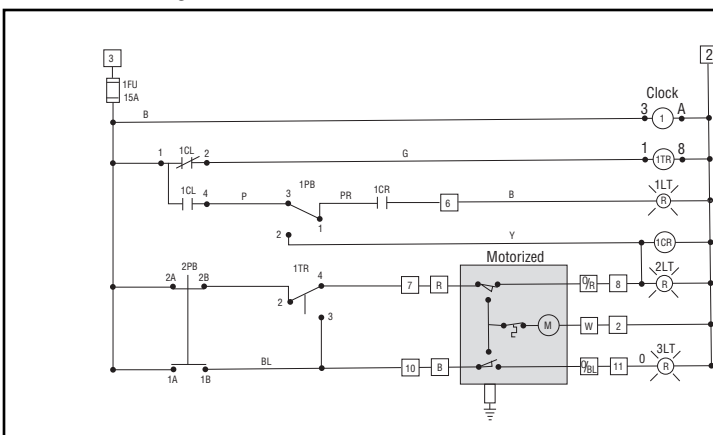 3
2
1FU
15A
Clock
B
3 1 A
1CL
1 2
G
1 1TR 8
1PB
1LT
1CL
4
P
3
PR
1CR
6
B
R
1
2
Y
1CR
Motorized
2PB
1TR
2LT
2A 2B
4
7 R
O/R 8
R
2
3
M
W 2
BL
10 B
O/BL 11
0
3LT
R
1A 1B